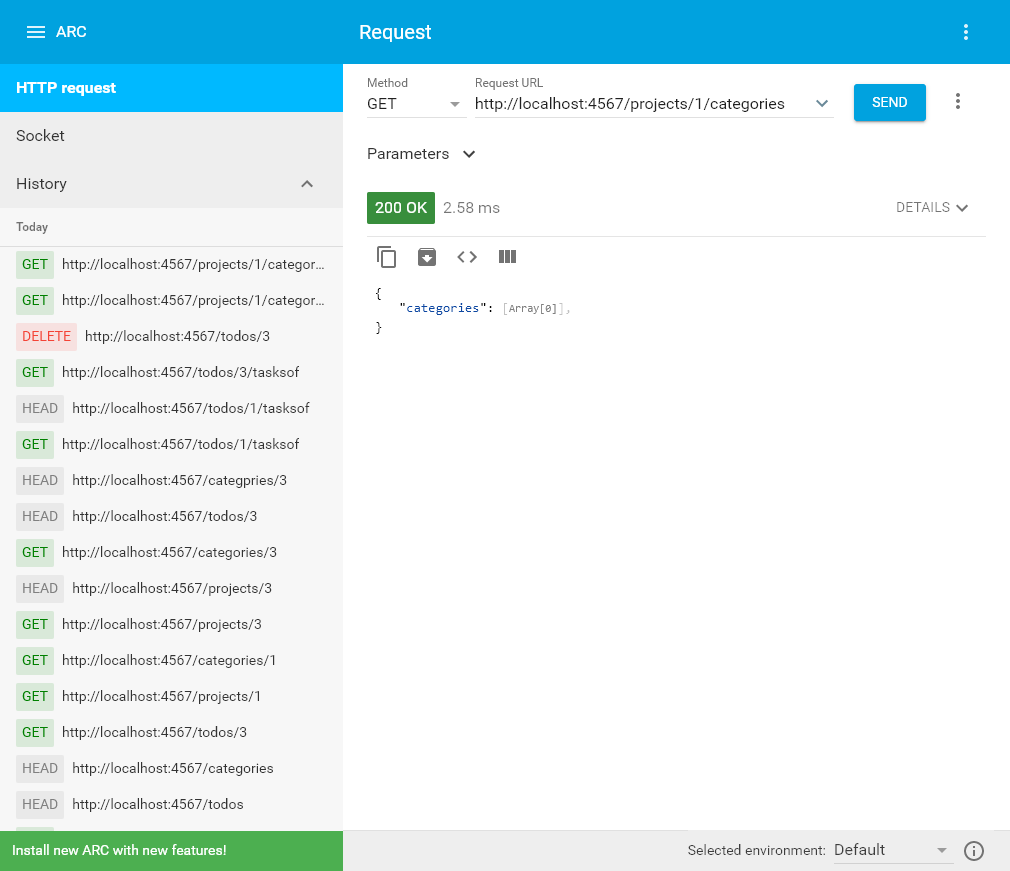 ARC
Request
HTTP request
Socket
History
Today
GET http://localhost:4567/projects/1/categor...
GET http://localhost:4567/projects/1/categor...
DELETE http://localhost:4567/todos/3
GET http://localhost:4567/todos/3/tasksof
HEAD http://localhost:4567/todos/1/tasksof
GET http://localhost:4567/todos/1/tasksof
HEAD http://localhost:4567/categpries/3
HEAD http://localhost:4567/todos/3
GET http://localhost:4567/categories/3
HEAD http://localhost:4567/projects/3
GET http://localhost:4567/projects/3
GET http://localhost:4567/categories/1
GET http://localhost:4567/projects/1
GET http://localhost:4567/todos/3
HEAD http://localhost:4567/categories
HEAD http://localhost:4567/todos
Install new ARC with new features!
Method
GET
Request URL
http://localhost:4567/projects/1/categories
SEND
Parameters
200 OK 2.58 ms
DETAILS
{
"categories": [Array[0]],
}
Selected environment: Default